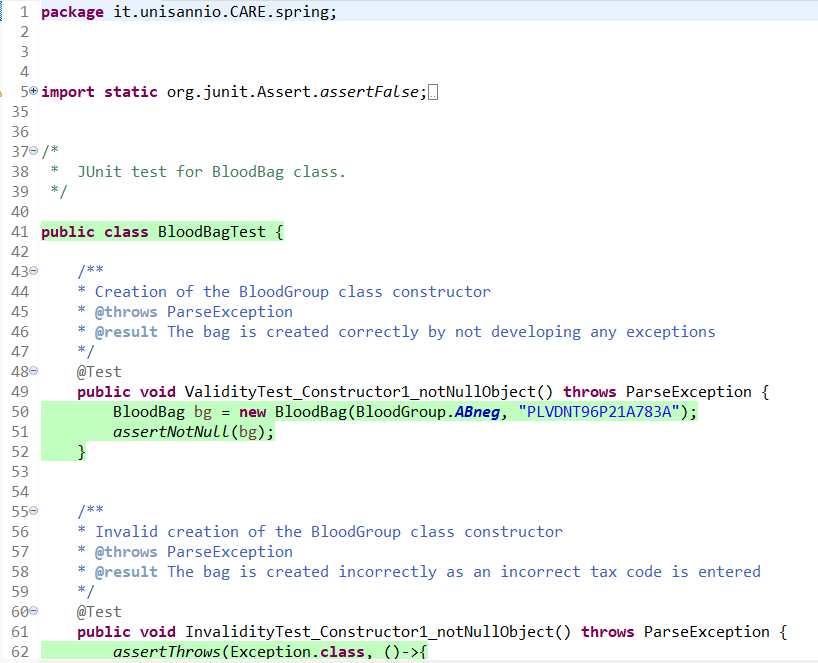 1 package it.unisannio.CARE.spring;
2
3
4
5 import static org.junit.Assert.assertFalse;
35
36
37 /*
38  *  JUnit test for BloodBag class.
39  */
40
41 public class BloodBagTest {
42
43     /**
44     * Creation of the BloodGroup class constructor
45     * @throws ParseException
46     * @result The bag is created correctly by not developing any exceptions
47     */
48     @Test
49     public void ValidityTest_Constructor1_notNullObject() throws ParseException {
50         BloodBag bg = new BloodBag(BloodGroup.ABneg, "PLVDNT96P21A783A");
51         assertNotNull(bg);
52     }
53
54
55     /**
56     * Invalid creation of the BloodGroup class constructor
57     * @throws ParseException
58     * @result The bag is created incorrectly as an incorrect tax code is entered
59     */
60     @Test
61     public void InvalidityTest_Constructor1_notNullObject() throws ParseException {
62         assertThrows(Exception.class, ()->{